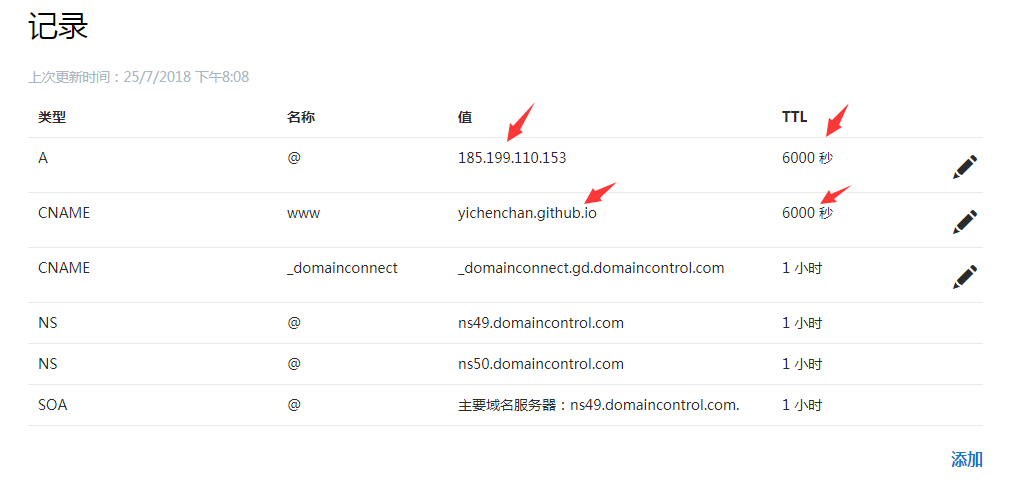 记录
上次更新时间：25/7/2018 下午8:08
类型 名称 值 TTL
A @ 185.199.110.153 6000 秒
CNAME www yichenchan.github.io 6000 秒
CNAME _domainconnect _domainconnect.gd.domaincontrol.com 1 小时
NS @ ns49.domaincontrol.com 1 小时
NS @ ns50.domaincontrol.com 1 小时
SOA @ 主要域名服务器：ns49.domaincontrol.com. 1 小时
添加